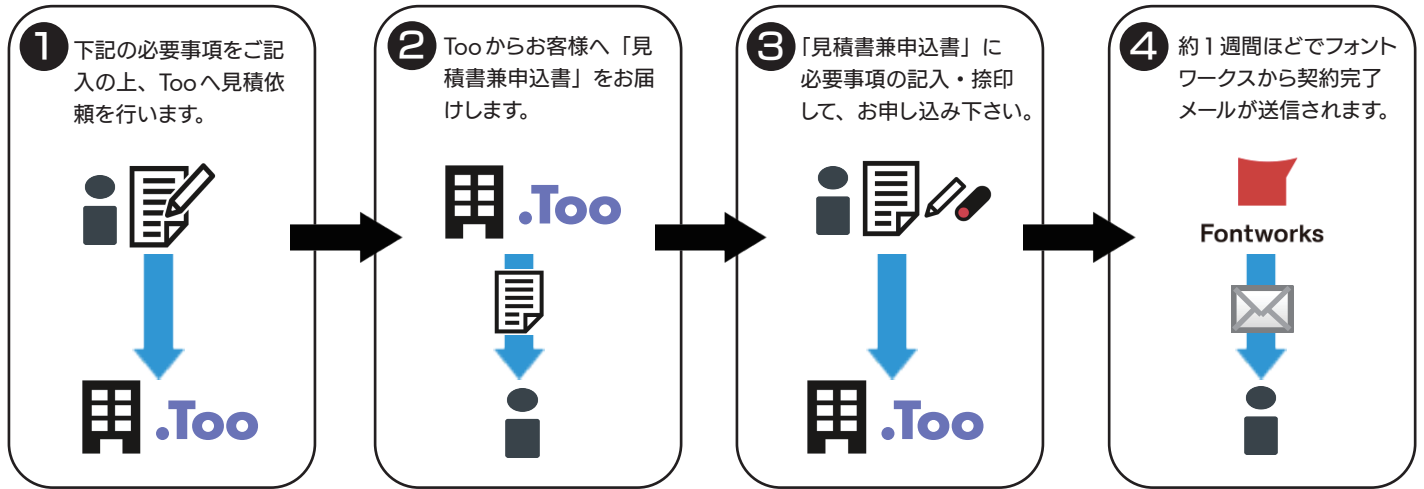 1 下記の必要事項をご記
入の上、Tooへ見積依
頼を行います。
.Too
2 Tooからお客様へ「見
積書兼申込書」をお届
けします。
.Too
3 「見積書兼申込書」に
必要事項の記入・捺印
して、お申し込み下さい。
.Too
4 約1週間ほどでフォント
ワークスから契約完了
メールが送信されます。
Fontworks